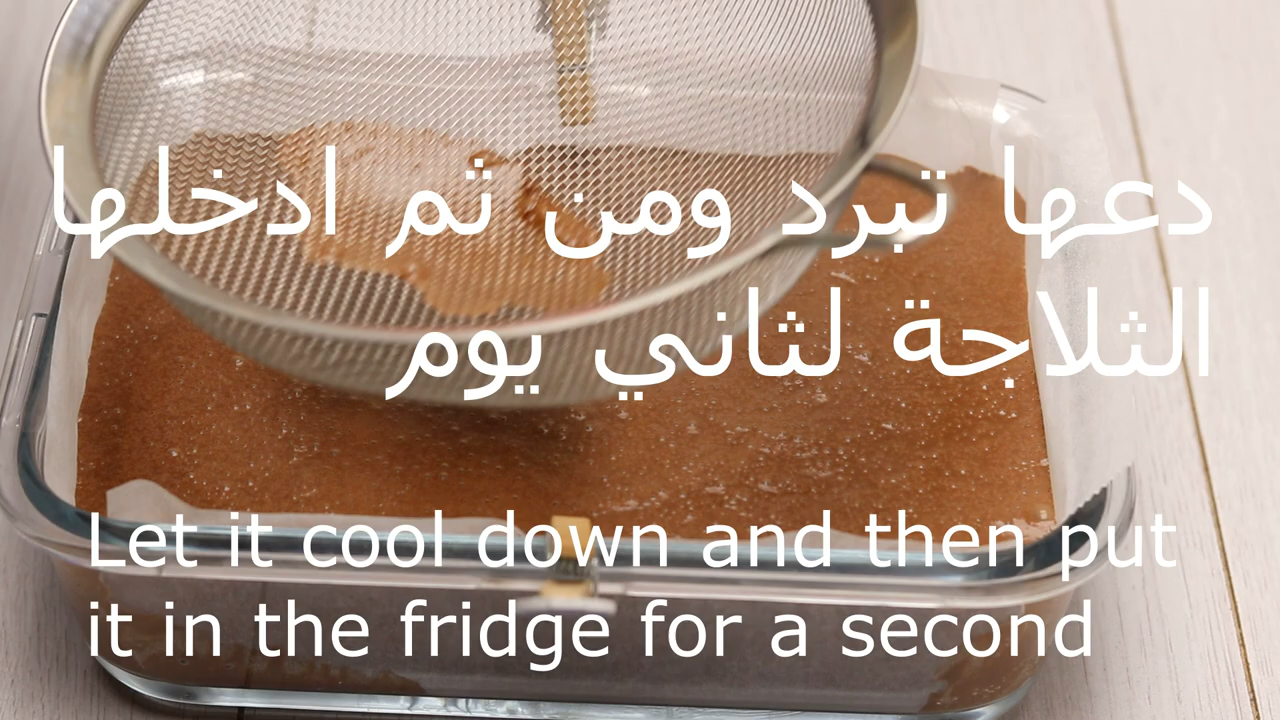 دعها تبرد ومن ثم ادخلها
الثلاجة لثاني يوم
Let it cool down and then put
it in the fridge for a second